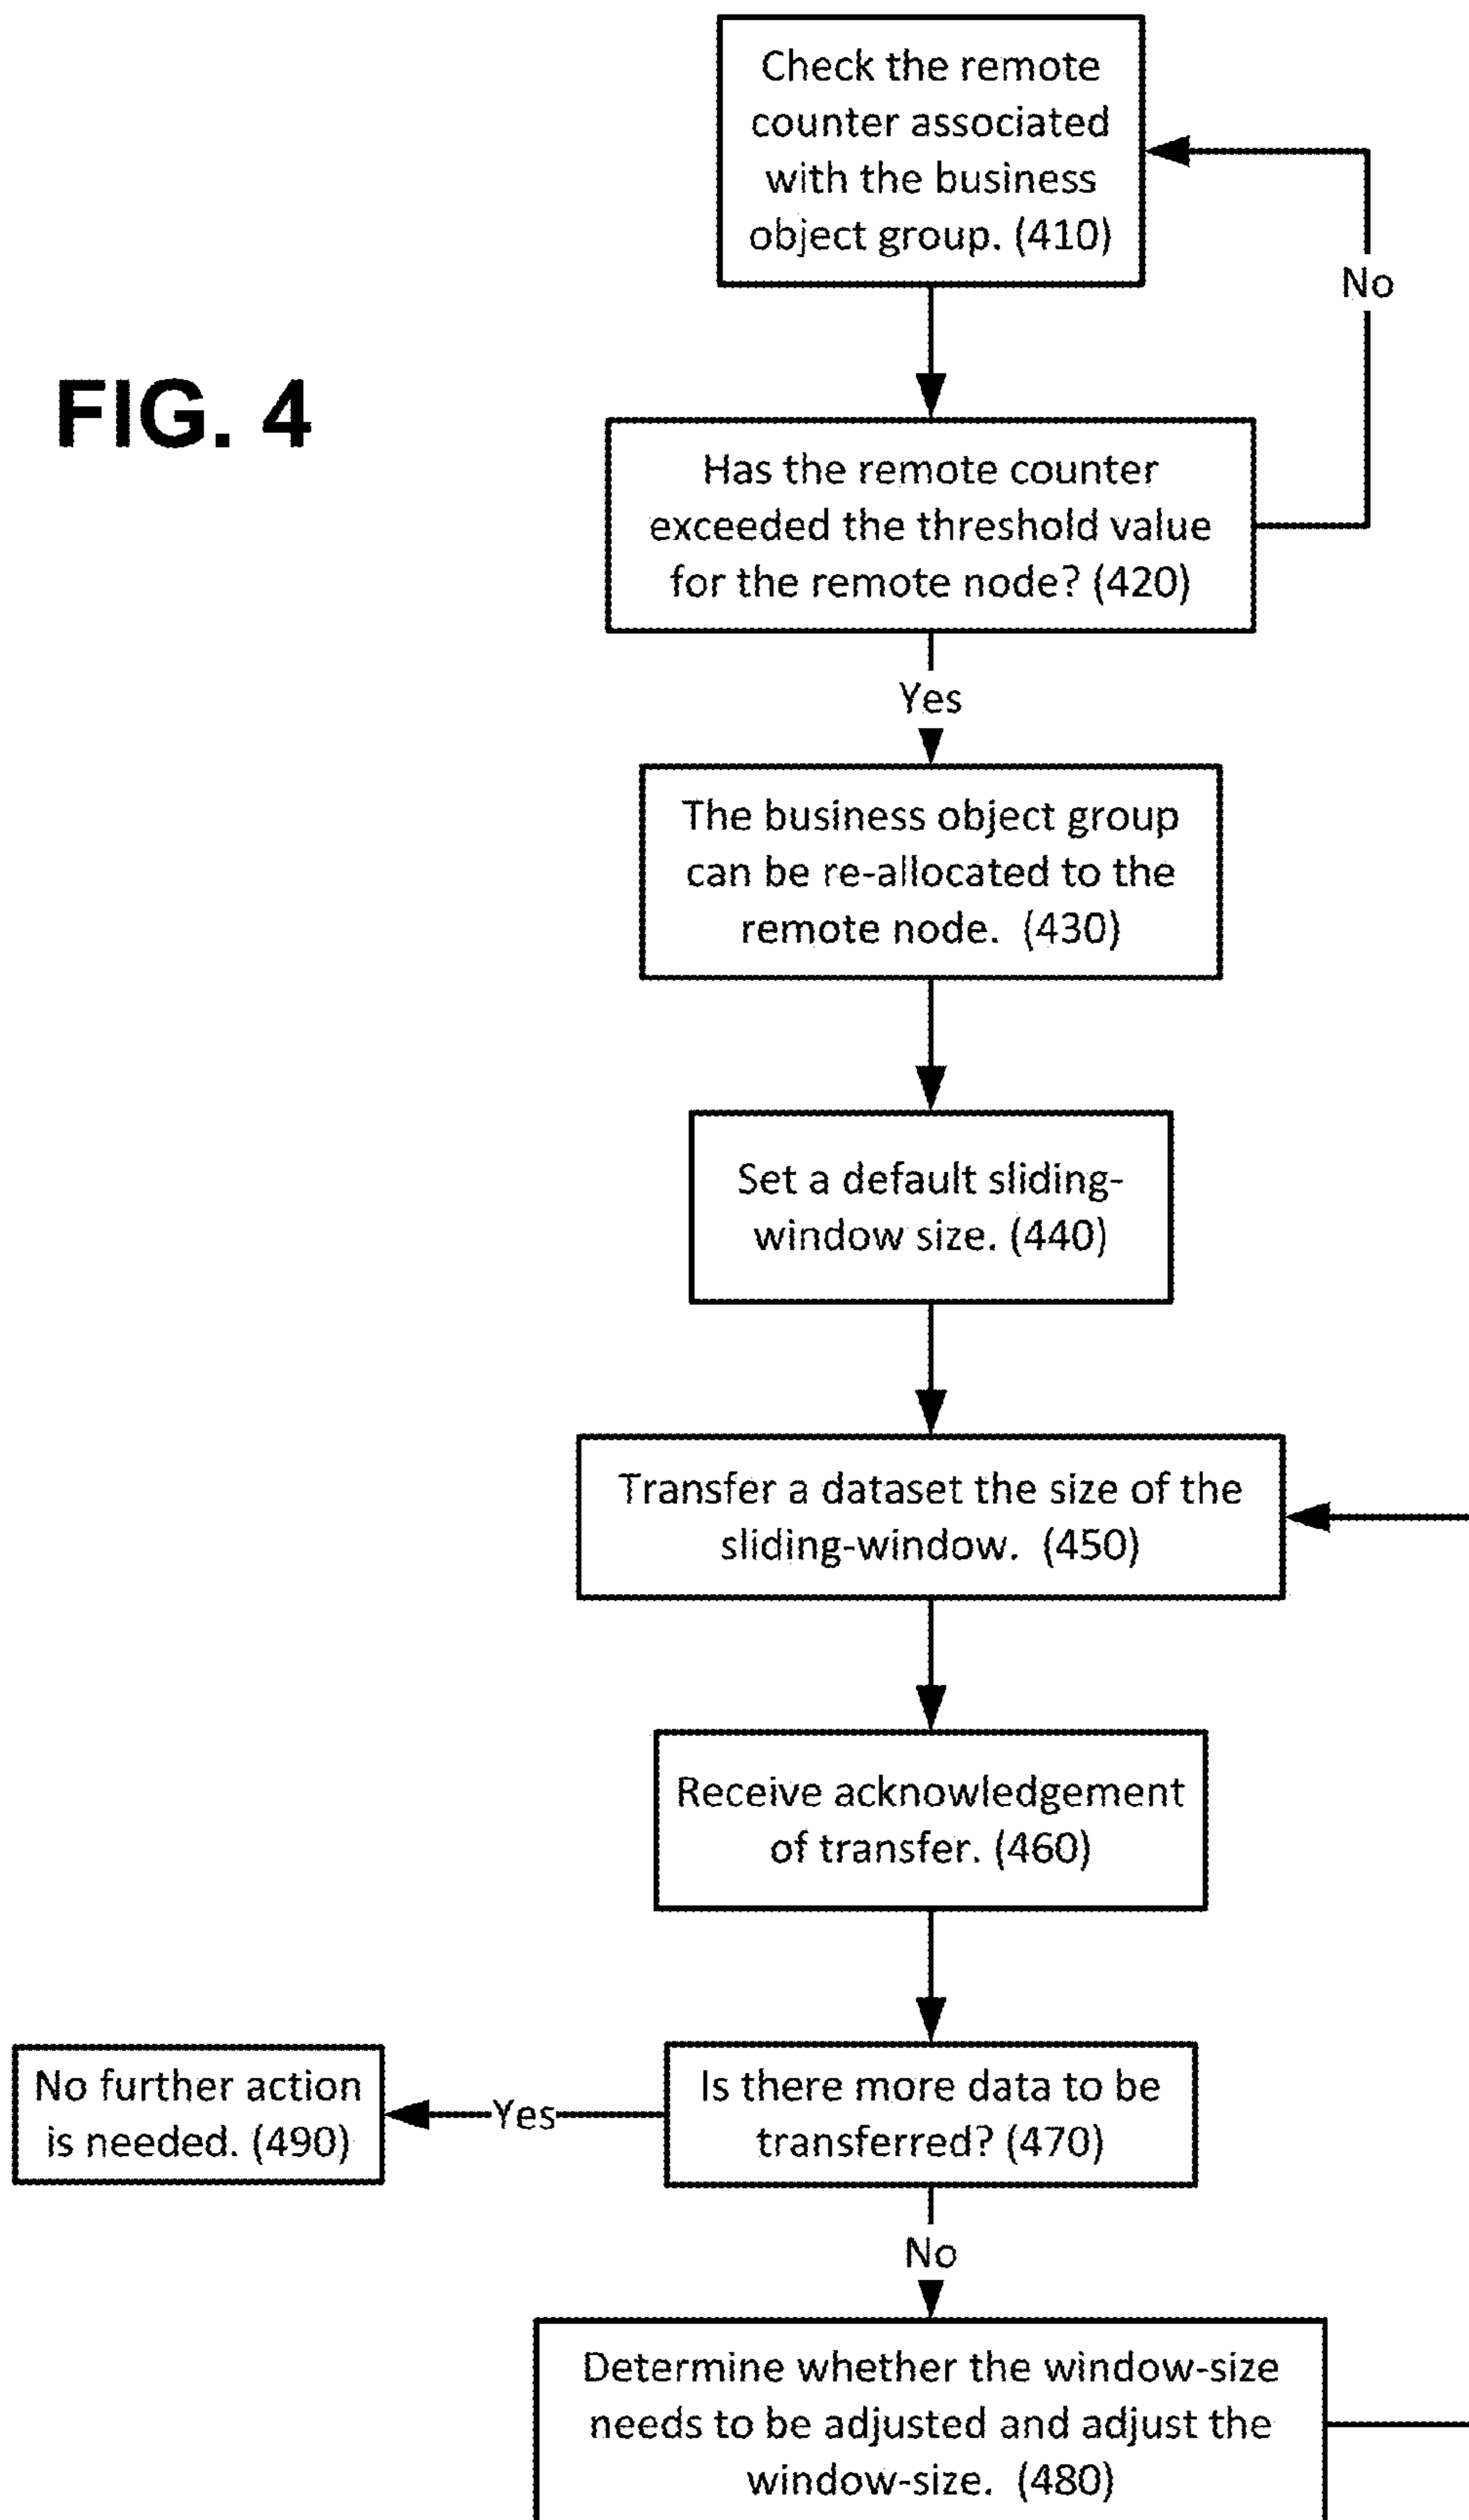 Check the remote
counter associated
with the business
object group. (410)
No
FIG. 4
Has the remote counter
exceeded the threshold value
for the remote node? (420)
Yes
The business object group
can be re-allocated to the
remote node. (430)
Set a default sliding-
window size. (440)
Transfer a dataset the size of the
sliding-window. (450)
Receive acknowledgement
of transfer. (460)
No further action
is needed. (490)
Yes
Is there more data to be
transferred? (470)
No
Determine whether the window-size
needs to be adjusted and adjust the
window-size. (480)